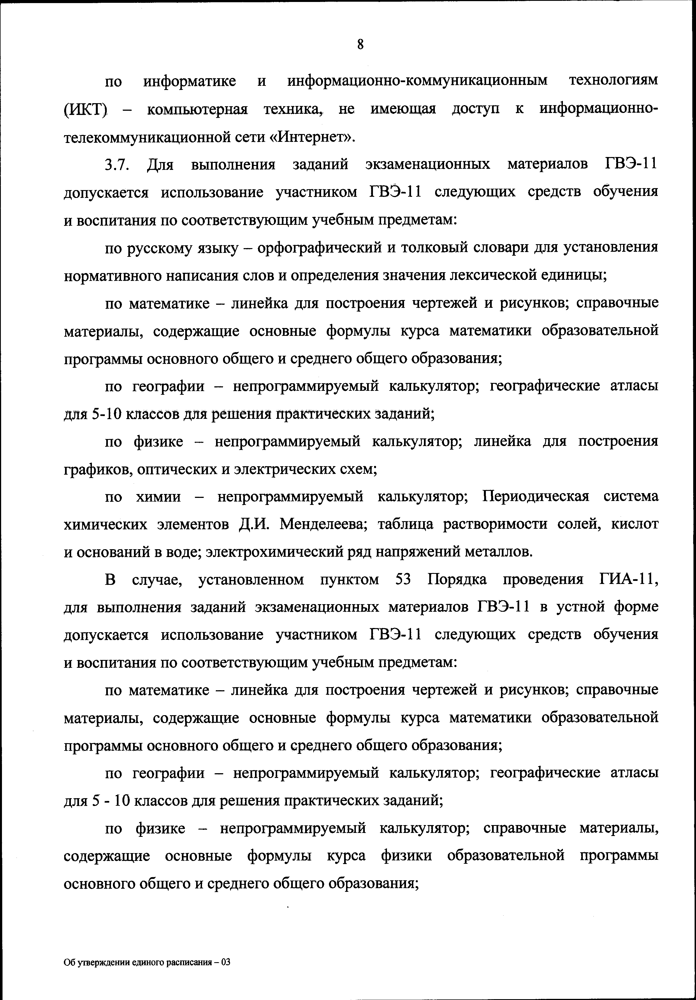 8
по информатике и информационно-коммуникационным технологиям
(ИКТ) – компьютерная техника, не имеющая доступ к информационно-
телекоммуникационной сети «Интернет».
3.7. Для выполнения заданий экзаменационных материалов ГВЭ-11
допускается использование участником ГВЭ-11 следующих средств обучения
и воспитания по соответствующим учебным предметам:
по русскому языку – орфографический и толковый словари для установления
нормативного написания слов и определения значения лексической единицы;
по математике – линейка для построения чертежей и рисунков; справочные
материалы, содержащие основные формулы курса математики образовательной
программы основного общего и среднего общего образования;
по географии – непрограммируемый калькулятор; географические атласы
для 5-10 классов для решения практических заданий;
по физике – непрограммируемый калькулятор; линейка для построения
графиков, оптических и электрических схем;
по химии – непрограммируемый калькулятор; Периодическая система
химических элементов Д.И. Менделеева; таблица растворимости солей, кислот
и оснований в воде; электрохимический ряд напряжений металлов.
В случае, установленном пунктом 53 Порядка проведения ГИА-11,
для выполнения заданий экзаменационных материалов ГВЭ-11 в устной форме
допускается использование участником ГВЭ-11 следующих средств обучения
и воспитания по соответствующим учебным предметам:
по математике – линейка для построения чертежей и рисунков; справочные
материалы, содержащие основные формулы курса математики образовательной
программы основного общего и среднего общего образования;
по географии – непрограммируемый калькулятор; географические атласы
для 5 - 10 классов для решения практических заданий;
по физике – непрограммируемый калькулятор; справочные материалы,
содержащие основные формулы курса физики образовательной программы
основного общего и среднего общего образования;
Об утверждении единого расписания – 03